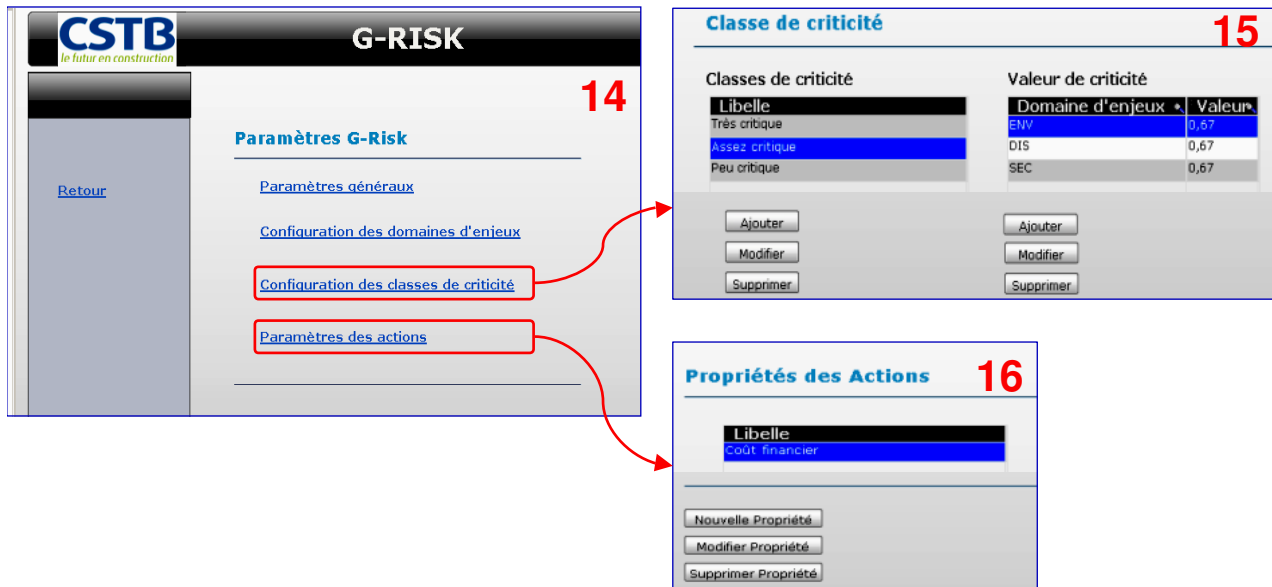 CSTB
le futur en construction
G-RISK
14
Paramètres G-Risk
Retour
Paramètres généraux
Configuration des domaines d'enjeux
Configuration des classes de criticité
Paramètres des actions
Classe de criticité
15
Classes de criticité
Libelle
Très critique
Assez critique
Peu critique
Ajouter
Modifier
Supprimer
Valeur de criticité
Domaine d'enjeux Valeur
ENV 0,67
DIS 0,67
SEC 0,67
Ajouter
Modifier
Supprimer
Propriétés des Actions
16
Libelle
Coût financier
Nouvelle Propriété
Modifier Propriété
Supprimer Propriété